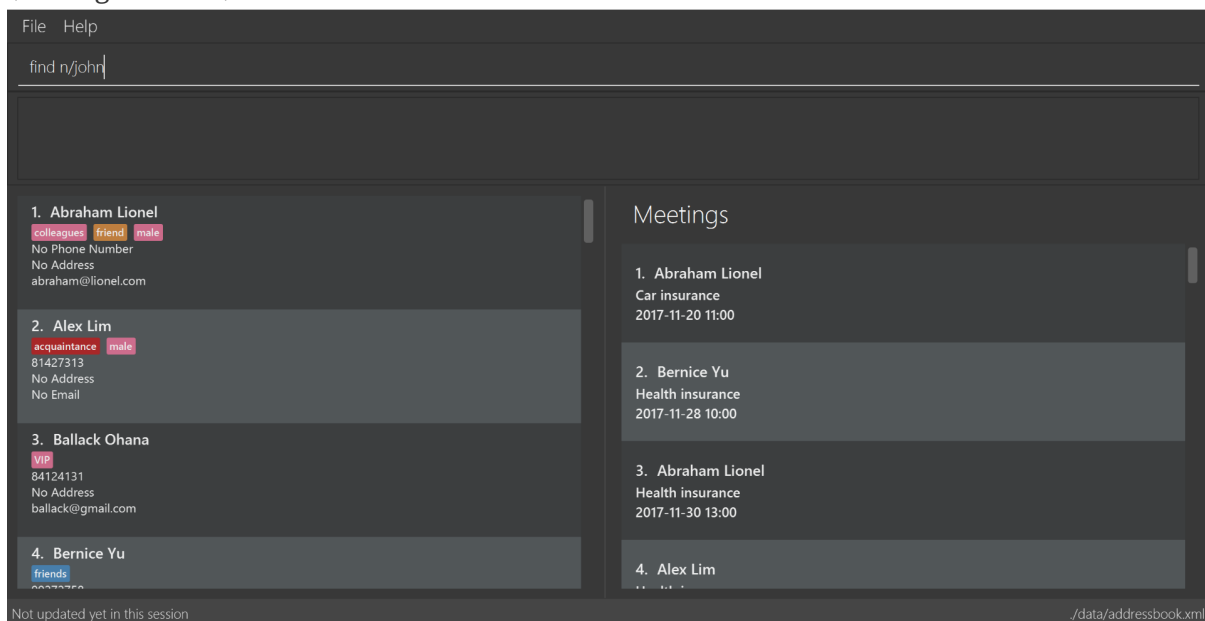 File Help
find n/john
1. Abraham Lionel
colleagues friend male
No Phone Number
No Address
abraham@lionel.com
2. Alex Lim
acquaintance male
81427313
No Address
No Email
3. Ballack Ohana
VIP
84124131
No Address
ballack@gmail.com
4. Bernice Yu
friends
Meetings
1. Abraham Lionel
Car insurance
2017-11-20 11:00
2. Bernice Yu
Health insurance
2017-11-28 10:00
3. Abraham Lionel
Health insurance
2017-11-30 13:00
4. Alex Lim
Not updated yet in this session
./data/addressbook.xml